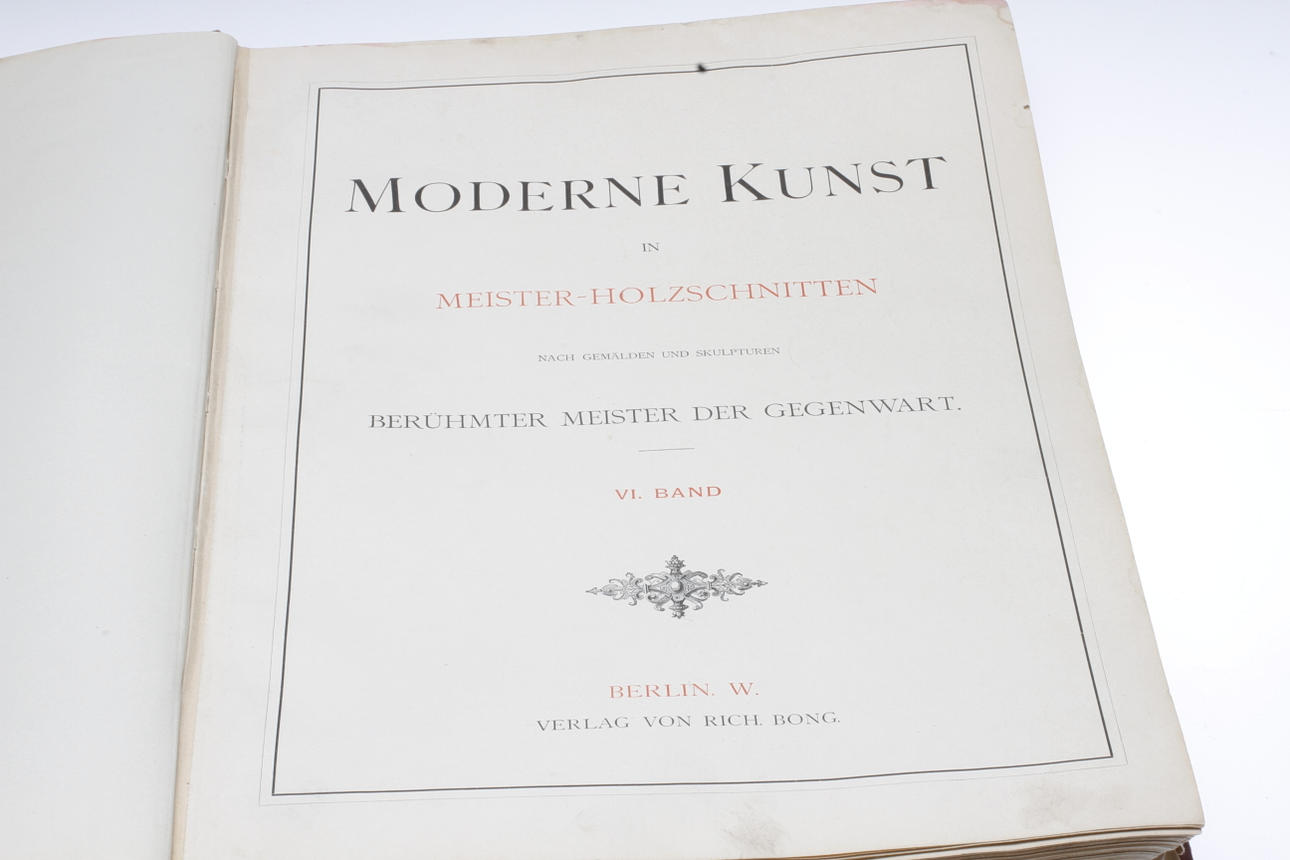 MODERNE KUNST
IN
MEISTER-HOLZSCHNITTEN
NACH GEMÄLDEN UND SKULPTUREN
BERÜHMTER MEISTER DER GEGENWART.
VI. BAND
BERLIN. W.
VERLAG VON RICH. BONG.